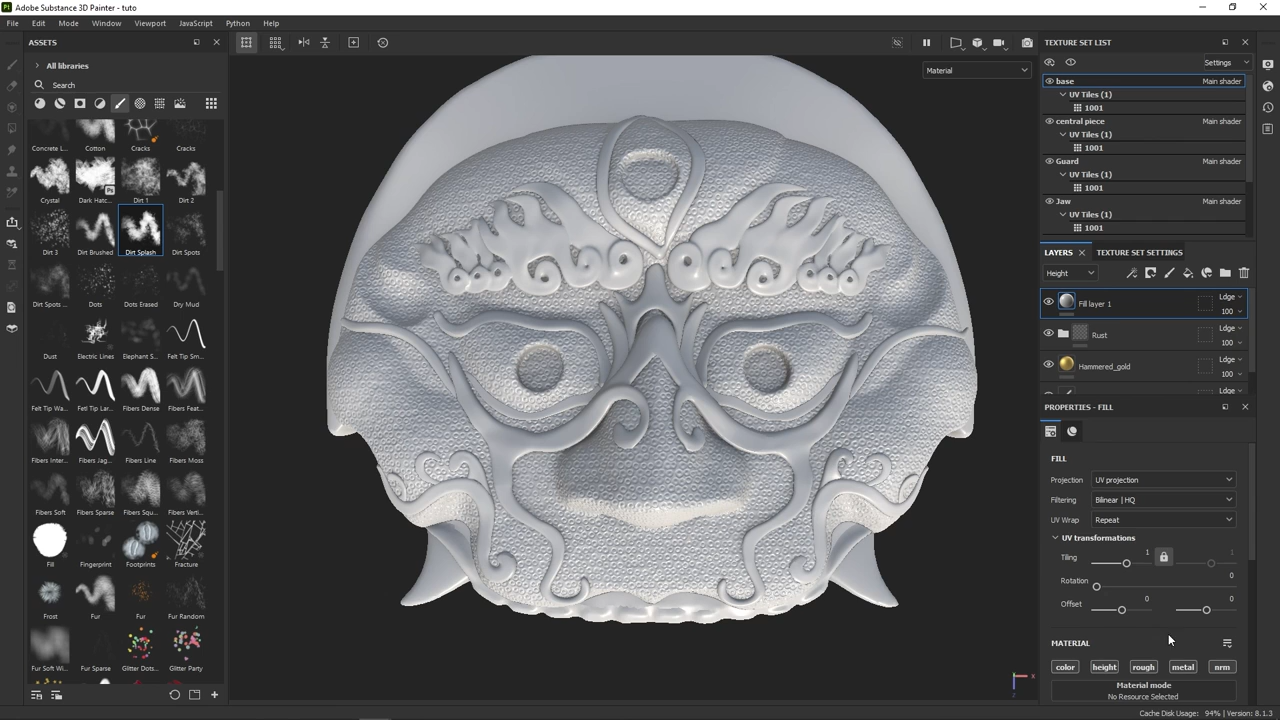 Adobe Substance 3D Painter - tuto
File Edit Mode Window Viewport JavaScript Python Help
ASSETS
All libraries
Search
Concrete L... Cotton Cracks Cracks
Crystal Dark Hatc... Dirt 1 Dirt 2
Dirt 3 Dirt Brushed Dirt Splash Dirt Spots
Dirt Spots ... Dots Dots Erased Dry Mud
Dust Electric Lines Elephant S... Felt Tip Sm...
Felt Tip Wa... Fetl Tip Lar... Fibers Dense Fibers Feat...
Fibers Inter... Fibers Jag... Fibers Line Fibers Moss
Fibers Soft Fibers Sparse Fibers Squ... Fibers Verti...
Fill Fingerprint Footprints Fracture
Frost Fur Fur Fur Random
Fur Soft Wi... Fur Sparse Glitter Dots... Glitter Party
Material
TEXTURE SET LIST
Settings
base Main shader
UV Tiles (1)
1001
central piece Main shader
UV Tiles (1)
1001
Guard Main shader
UV Tiles (1)
1001
Jaw Main shader
UV Tiles (1)
1001
LAYERS TEXTURE SET SETTINGS
Height
Fill layer 1 Ldge
100
Rust Ldge
100
Hammered_gold Ldge
100
Ldge
PROPERTIES - FILL
FILL
Projection UV projection
Filtering Bilinear | HQ
UV Wrap Repeat
UV transformations
Tiling 1 1
Rotation 0
Offset 0 0
MATERIAL
color height rough metal nrm
Material mode
No Resource Selected
X
Cache Disk Usage: 94% | Version: 8.1.3